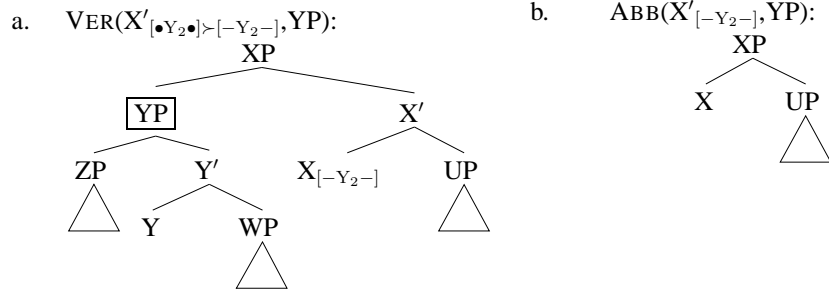 a. VER(X′[•Y₂•]≻[−Y₂−],YP):
XP
YP X′
ZP Y′ X[−Y₂−] UP
Y WP
b. ABB(X′[−Y₂−],YP):
XP
X UP